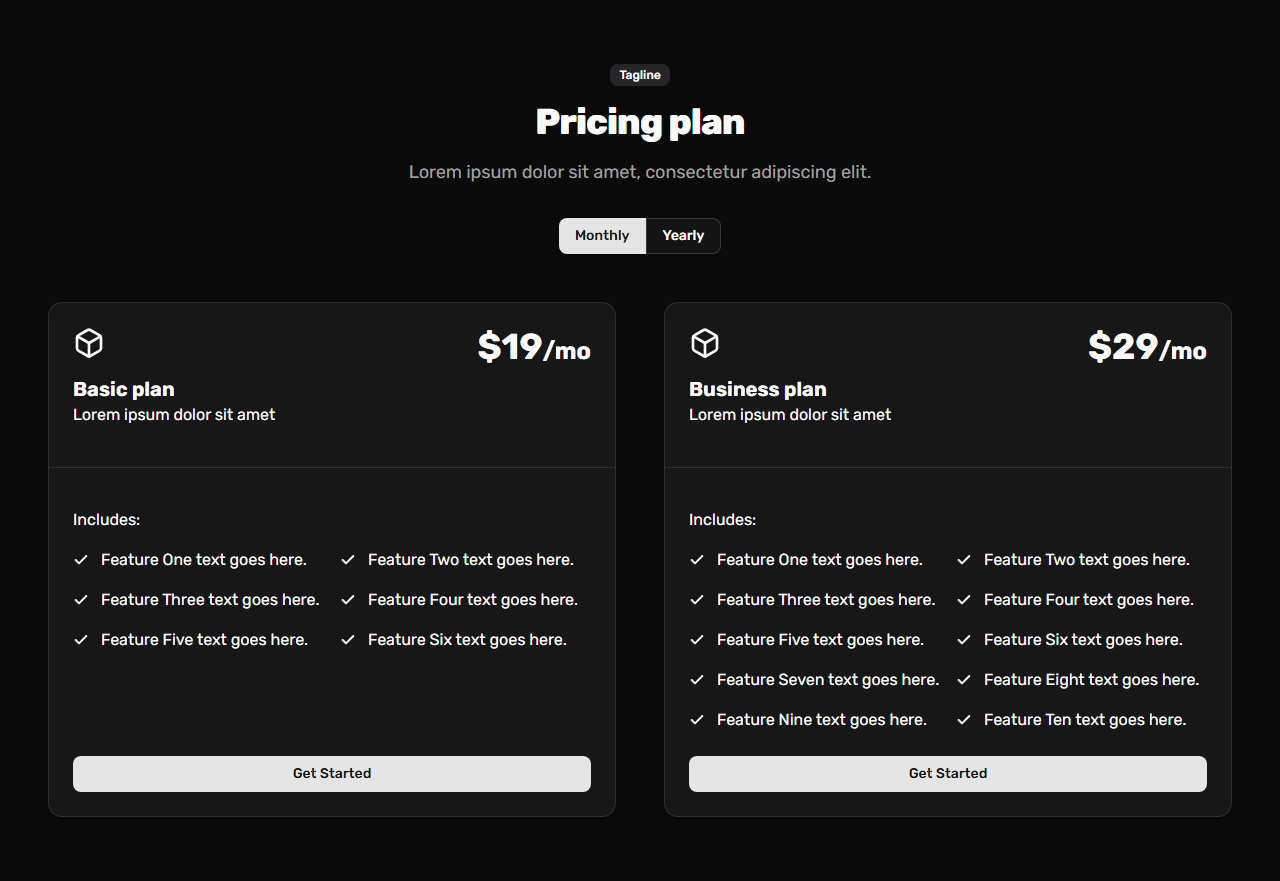 Tagline
Pricing plan
Lorem ipsum dolor sit amet, consectetur adipiscing elit.
Monthly Yearly
$19/mo
Basic plan
Lorem ipsum dolor sit amet
Includes:
Feature One text goes here. Feature Two text goes here.
Feature Three text goes here. Feature Four text goes here.
Feature Five text goes here. Feature Six text goes here.
Get Started
$29/mo
Business plan
Lorem ipsum dolor sit amet
Includes:
Feature One text goes here. Feature Two text goes here.
Feature Three text goes here. Feature Four text goes here.
Feature Five text goes here. Feature Six text goes here.
Feature Seven text goes here. Feature Eight text goes here.
Feature Nine text goes here. Feature Ten text goes here.
Get Started